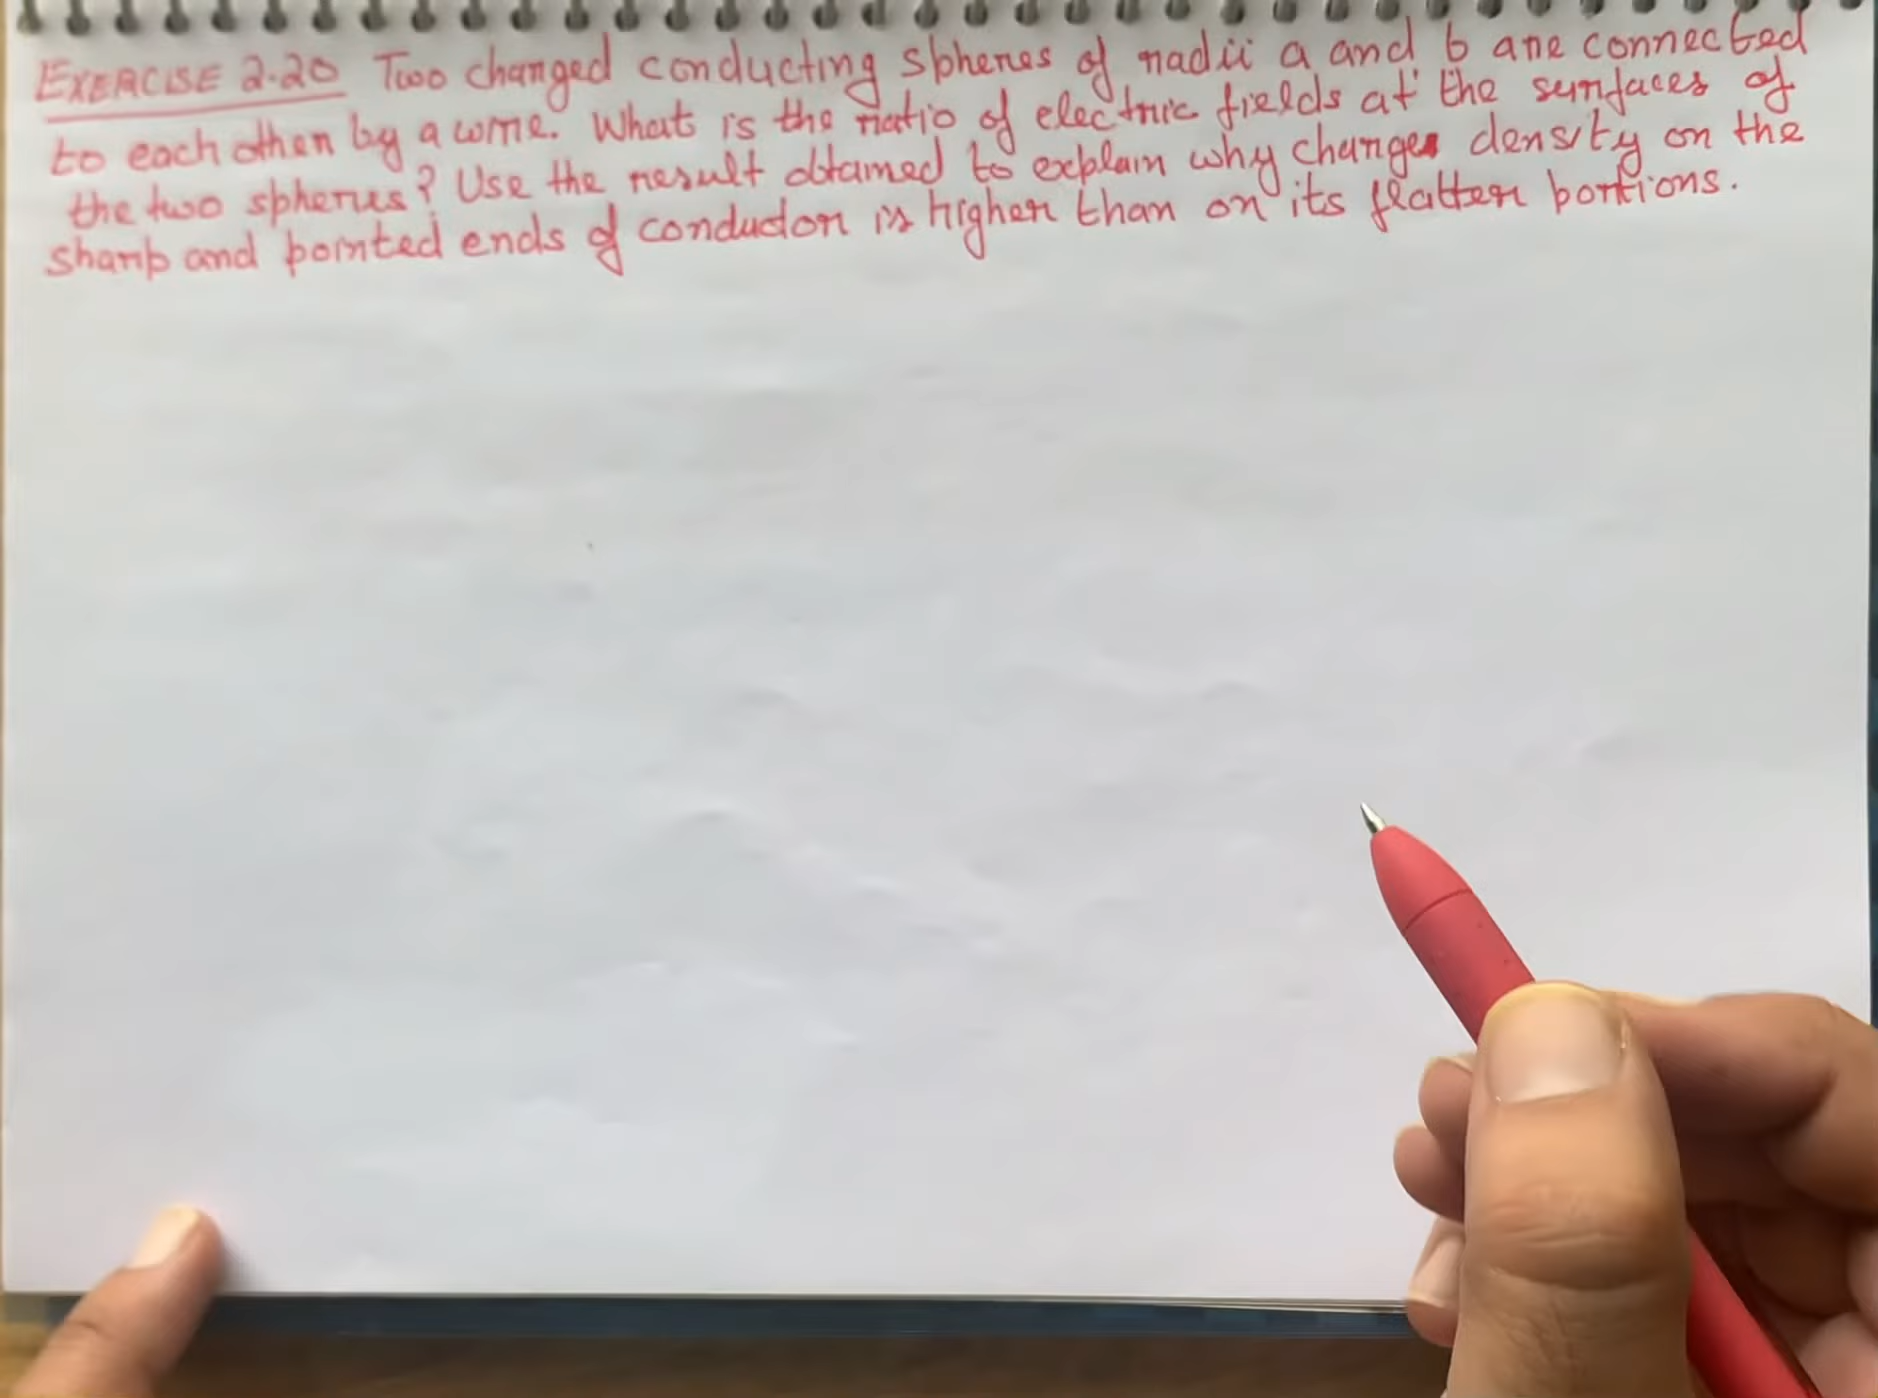 EXERCISE 2.20 Two charged conducting spheres of radii a and b are connected
to each other by a wire. What is the ratio of electric fields at the surfaces of
the two spheres? Use the result obtained to explain why charge density on the
sharp and pointed ends of conductor is higher than on its flatter portions.